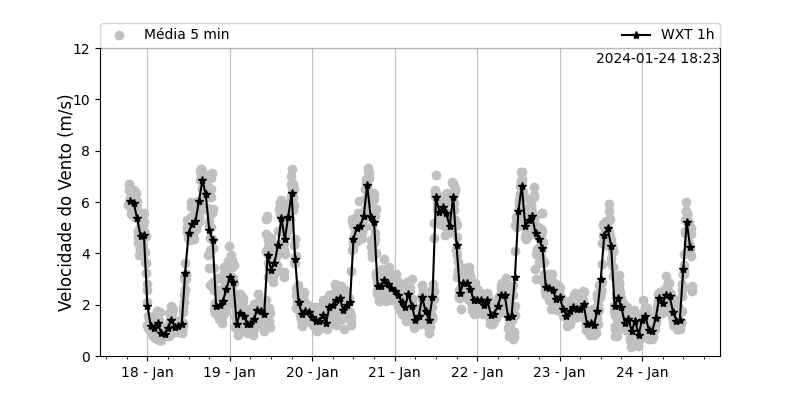 Média 5 min
WXT 1h
2024-01-24 18:23
Velocidade do Vento (m/s)
12
10
8
6
4
2
0
18 - Jan 19 - Jan 20 - Jan 21 - Jan 22 - Jan 23 - Jan 24 - Jan